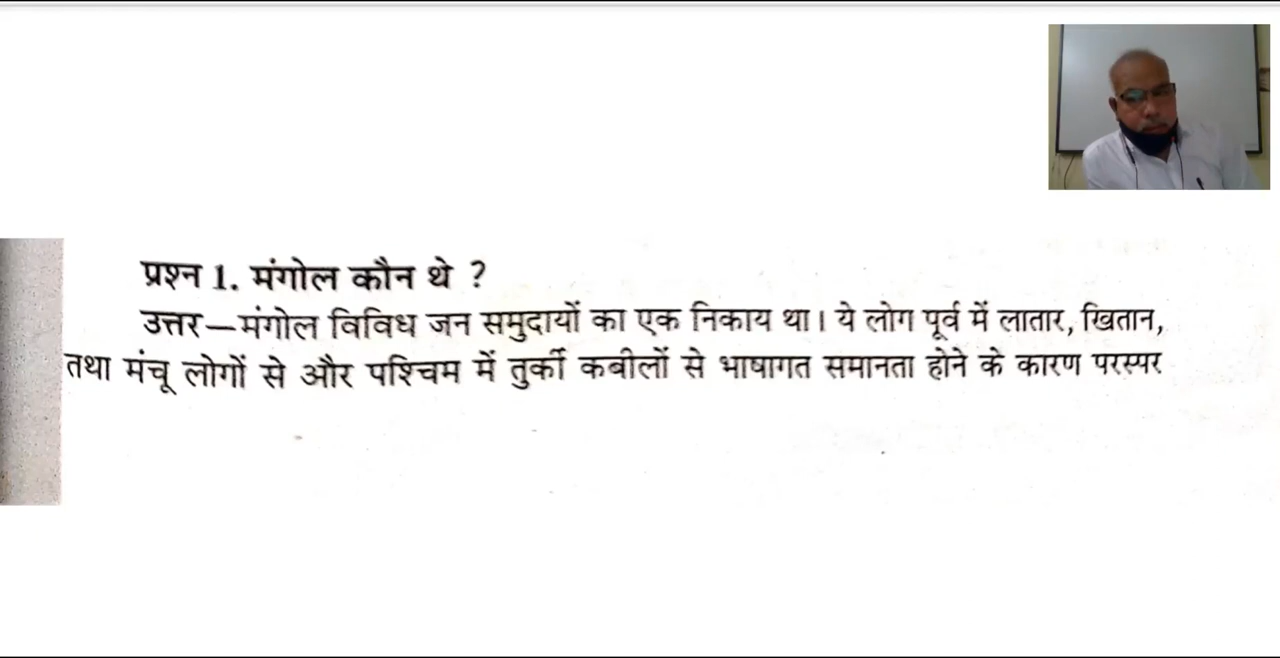 प्रश्न 1. मंगोल कौन थे ?
उत्तर—मंगोल विविध जन समुदायों का एक निकाय था। ये लोग पूर्व में लातार, खितान,
तथा मंचू लोगों से और पश्चिम में तुर्की कबीलों से भाषागत समानता होने के कारण परस्पर